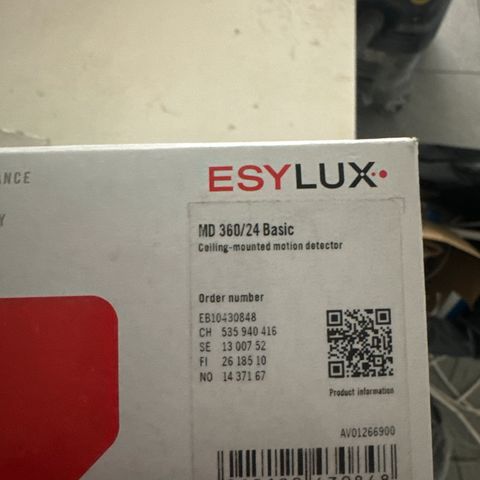 ANCE
Y
ESYLUX
MD 360/24 Basic
Ceiling-mounted motion detector
Order number
EB10430848
CH 535 940 416
SE 13 007 52
FI 26 185 10
NO 14 371 67
Product information
AV01266900